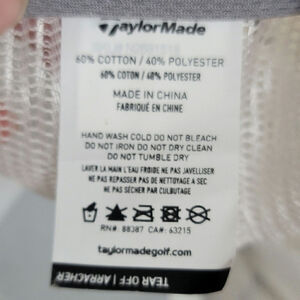 TaylorMade
60% COTTON / 40% POLYESTER
60% COTON / 40% POLYESTER
MADE IN CHINA
FABRIQUÉ EN CHINE
HAND WASH COLD DO NOT BLEACH
DO NOT IRON DO NOT DRY CLEAN
DO NOT TUMBLE DRY
LAVER LA MAIN L'EAU FROIDE NE PAS JAVELLISER
NE PAS REPASSER PAS DE NETTOYAGE A SEC
NE PAS SÉCHER PAR CULBUTAGE
RN# 88387 CA#: 63215
taylormadegolf.com
TEAR OFF | ARRACHER